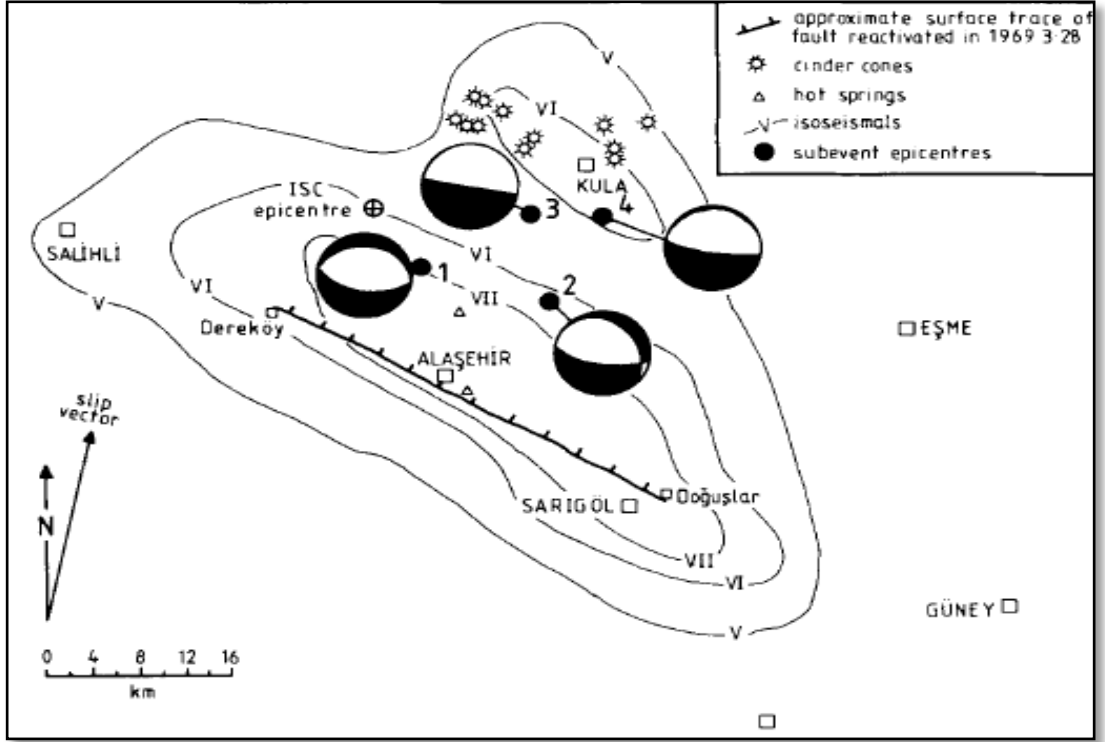 approximate surface trace of
fault reactivated in 1969 3·28
cinder cones
hot springs
V isoseismals
subevent epicentres
V
VI
KULA
ISC
epicentre
3
4
SALİHLİ
VI
1
VI
VII
2
V
Dereköy
EŞME
ALAŞEHİR
slip
vector
N
SARIGÖL
Doğuşlar
VII
VI
GÜNEY
V
0 4 8 12 16
km